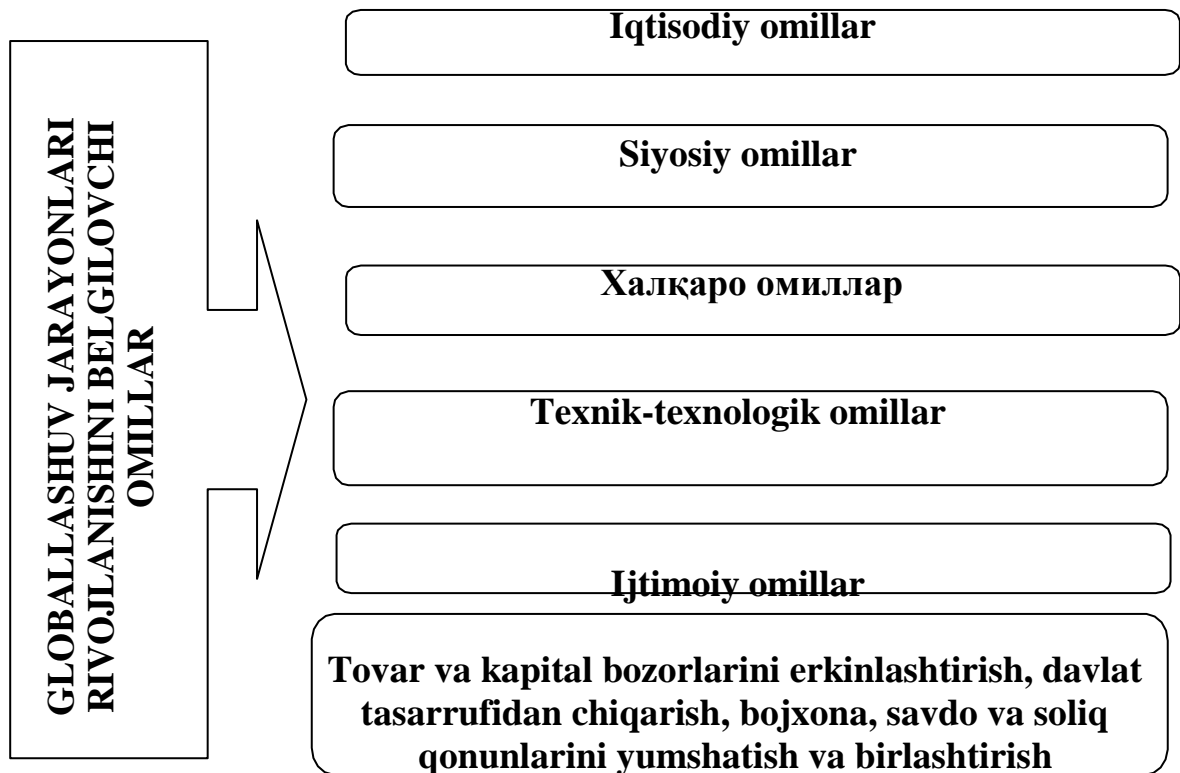 GLOBALLASHUV JARAYONLARI
RIVOJLANISHINI BELGILOVCHI
OMILLAR
Iqtisodiy omillar
Siyosiy omillar
Халқаро омиллар
Texnik-texnologik omillar
Ijtimoiy omillar
Tovar va kapital bozorlarini erkinlashtirish, davlat
tasarrufidan chiqarish, bojxona, savdo va soliq
qonunlarini yumshatish va birlashtirish